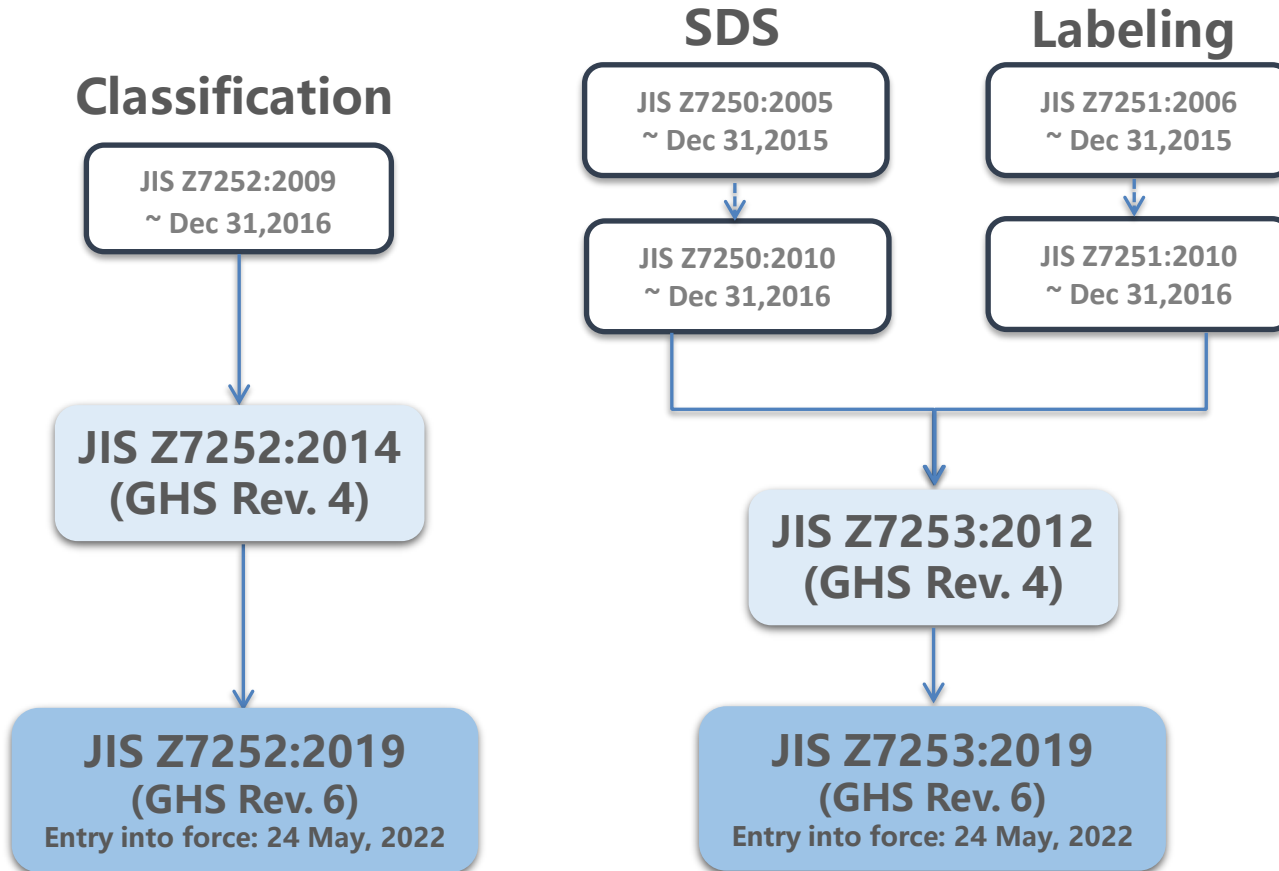 Classification
JIS Z7252:2009
~ Dec 31,2016
JIS Z7252:2014
(GHS Rev. 4)
JIS Z7252:2019
(GHS Rev. 6)
Entry into force: 24 May, 2022
SDS
JIS Z7250:2005
~ Dec 31,2015
JIS Z7250:2010
~ Dec 31,2016
Labeling
JIS Z7251:2006
~ Dec 31,2015
JIS Z7251:2010
~ Dec 31,2016
JIS Z7253:2012
(GHS Rev. 4)
JIS Z7253:2019
(GHS Rev. 6)
Entry into force: 24 May, 2022